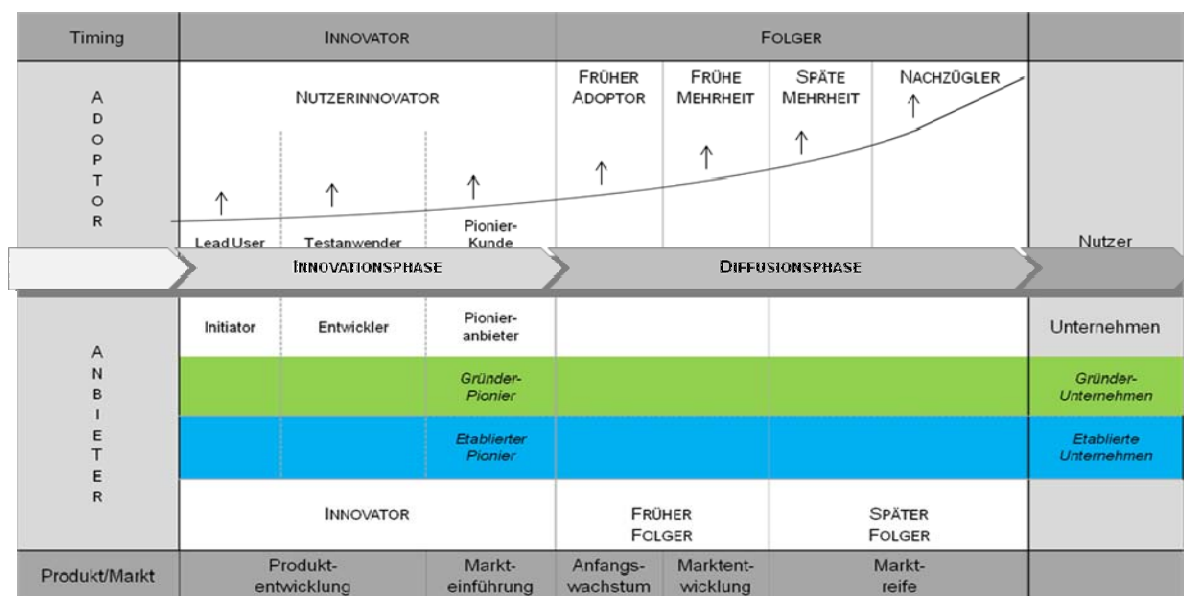 Timing
INNOVATOR
FOLGER
ADOPTOR
NUTZERINNOVATOR
FRÜHER
ADOPTOR
FRÜHE
MEHRHEIT
SPÄTE
MEHRHEIT
NACHZÜGLER
Lead User
Testanwender
Pionier-
Kunde
Nutzer
INNOVATIONSPHASE
DIFFUSIONSPHASE
ANBIETER
Initiator
Entwickler
Pionier-
anbieter
Unternehmen
Gründer-
Pionier
Gründer-
Unternehmen
Etablierter
Pionier
Etablierte
Unternehmen
INNOVATOR
FRÜHER
FOLGER
SPÄTER
FOLGER
Produkt/Markt
Produkt-
entwicklung
Markt-
einführung
Anfangs-
wachstum
Marktent-
wicklung
Markt-
reife